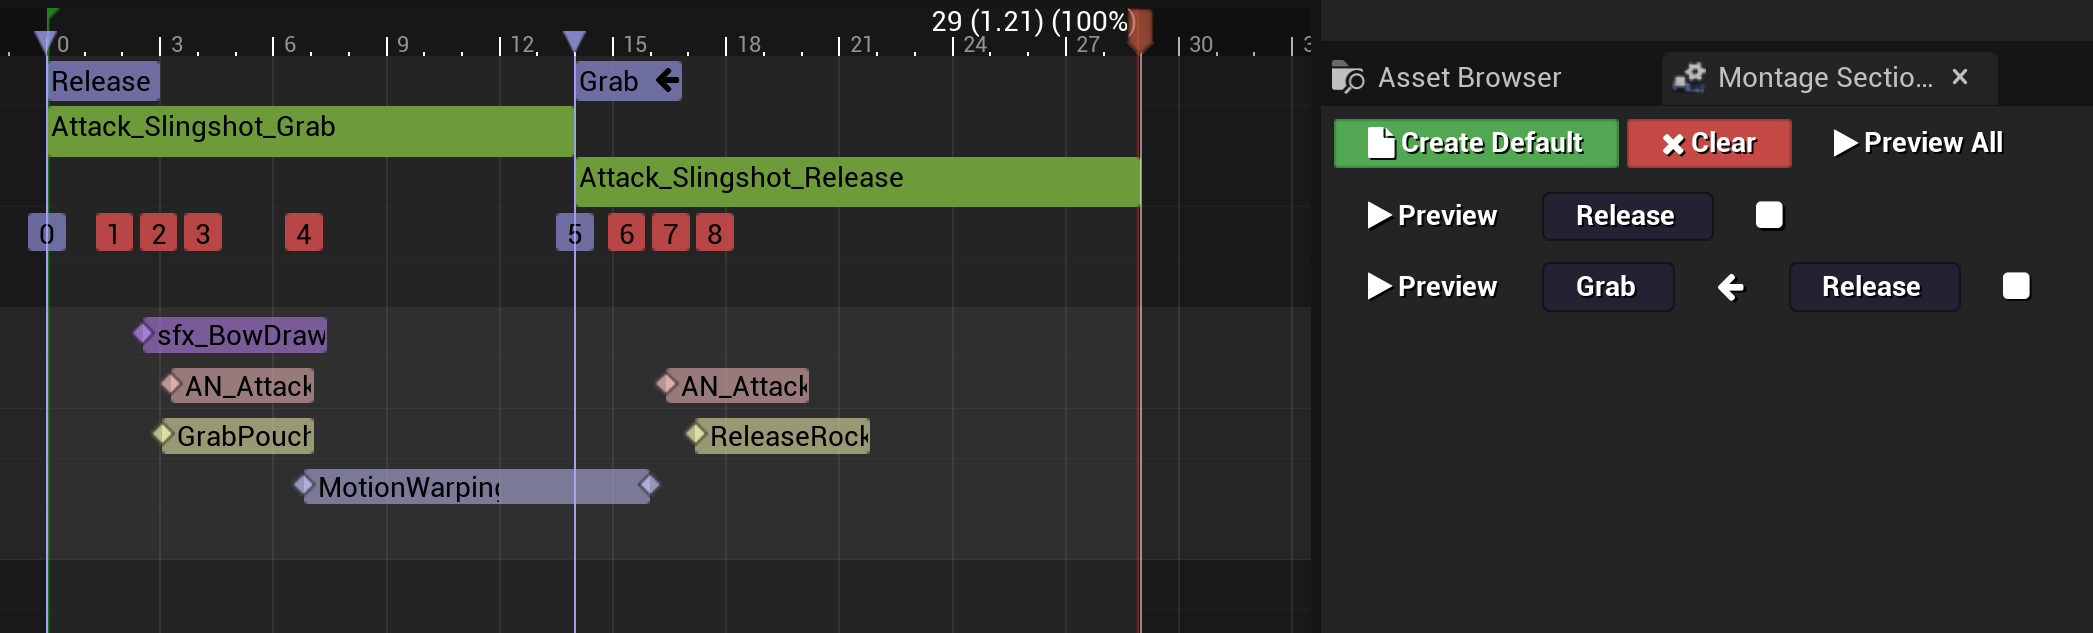 29 (1.21) (100%)
0 3 6 9 12 15 18 21 24 27 30 3
Release Grab
Attack_Slingshot_Grab
Attack_Slingshot_Release
0 1 2 3 4 5 6 7 8
sfx_BowDraw
AN_Attack AN_Attack
GrabPouch ReleaseRock
MotionWarping
Asset Browser Montage Sectio...
Create Default Clear Preview All
Preview Release
Preview Grab Release